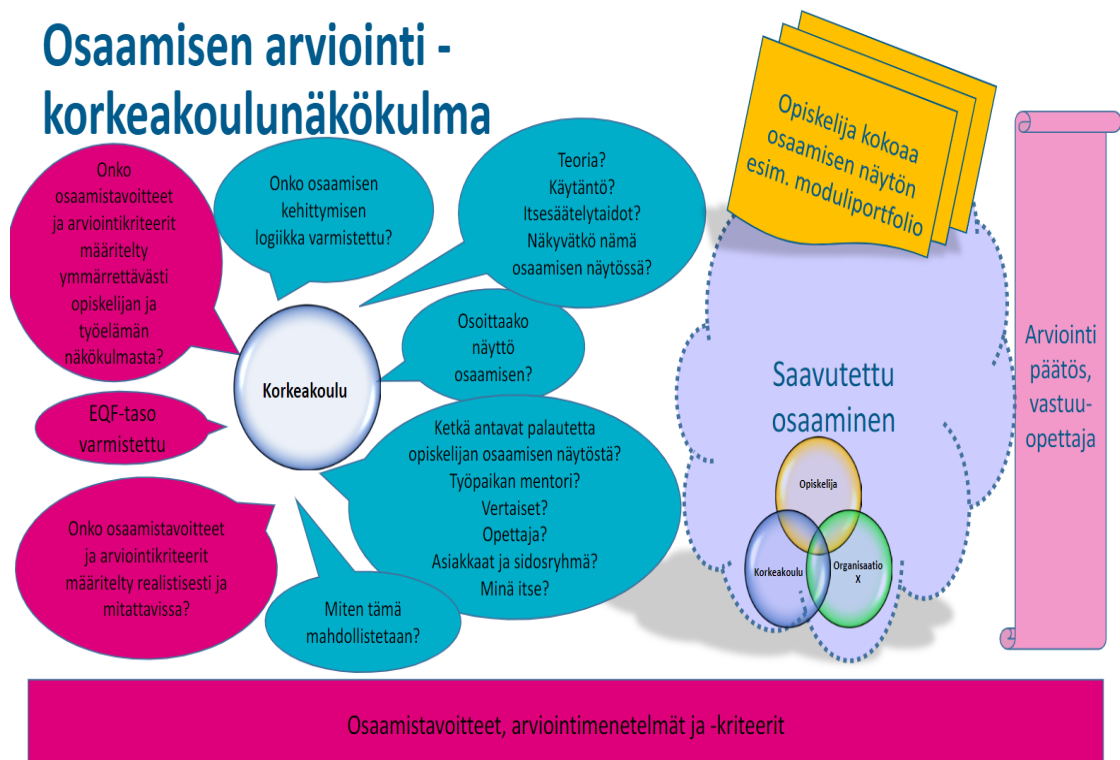 Osaamisen arviointi -
korkeakoulunäkökulma
Onko
osaamistavoitteet
ja arviointikriteerit
määritelty
ymmärrettävästi
opiskelijan ja
työelämän
näkökulmasta?
Onko osaamisen
kehittymisen
logiikka varmistettu?
Teoria?
Käytäntö?
Itsesäätelytaidot?
Näkyvätkö nämä
osaamisen näytössä?
Osoittaako
näyttö
osaamisen?
Korkeakoulu
EQF-taso
varmistettu
Ketkä antavat palautetta
opiskelijan osaamisen näytöstä?
Työpaikan mentori?
Vertaiset?
Opettaja?
Asiakkaat ja sidosryhmä?
Minä itse?
Onko osaamistavoitteet
ja arviointikriteerit
määritelty realistisesti ja
mitattavissa?
Miten tämä
mahdollistetaan?
Opiskelija kokoaa
osaamisen näytön
esim. moduliportfolio
Saavutettu
osaaminen
Opiskelija
Korkeakoulu
Organisaatio
X
Arviointi
päätös,
vastuu-
opettaja
Osaamistavoitteet, arviointimenetelmät ja -kriteerit